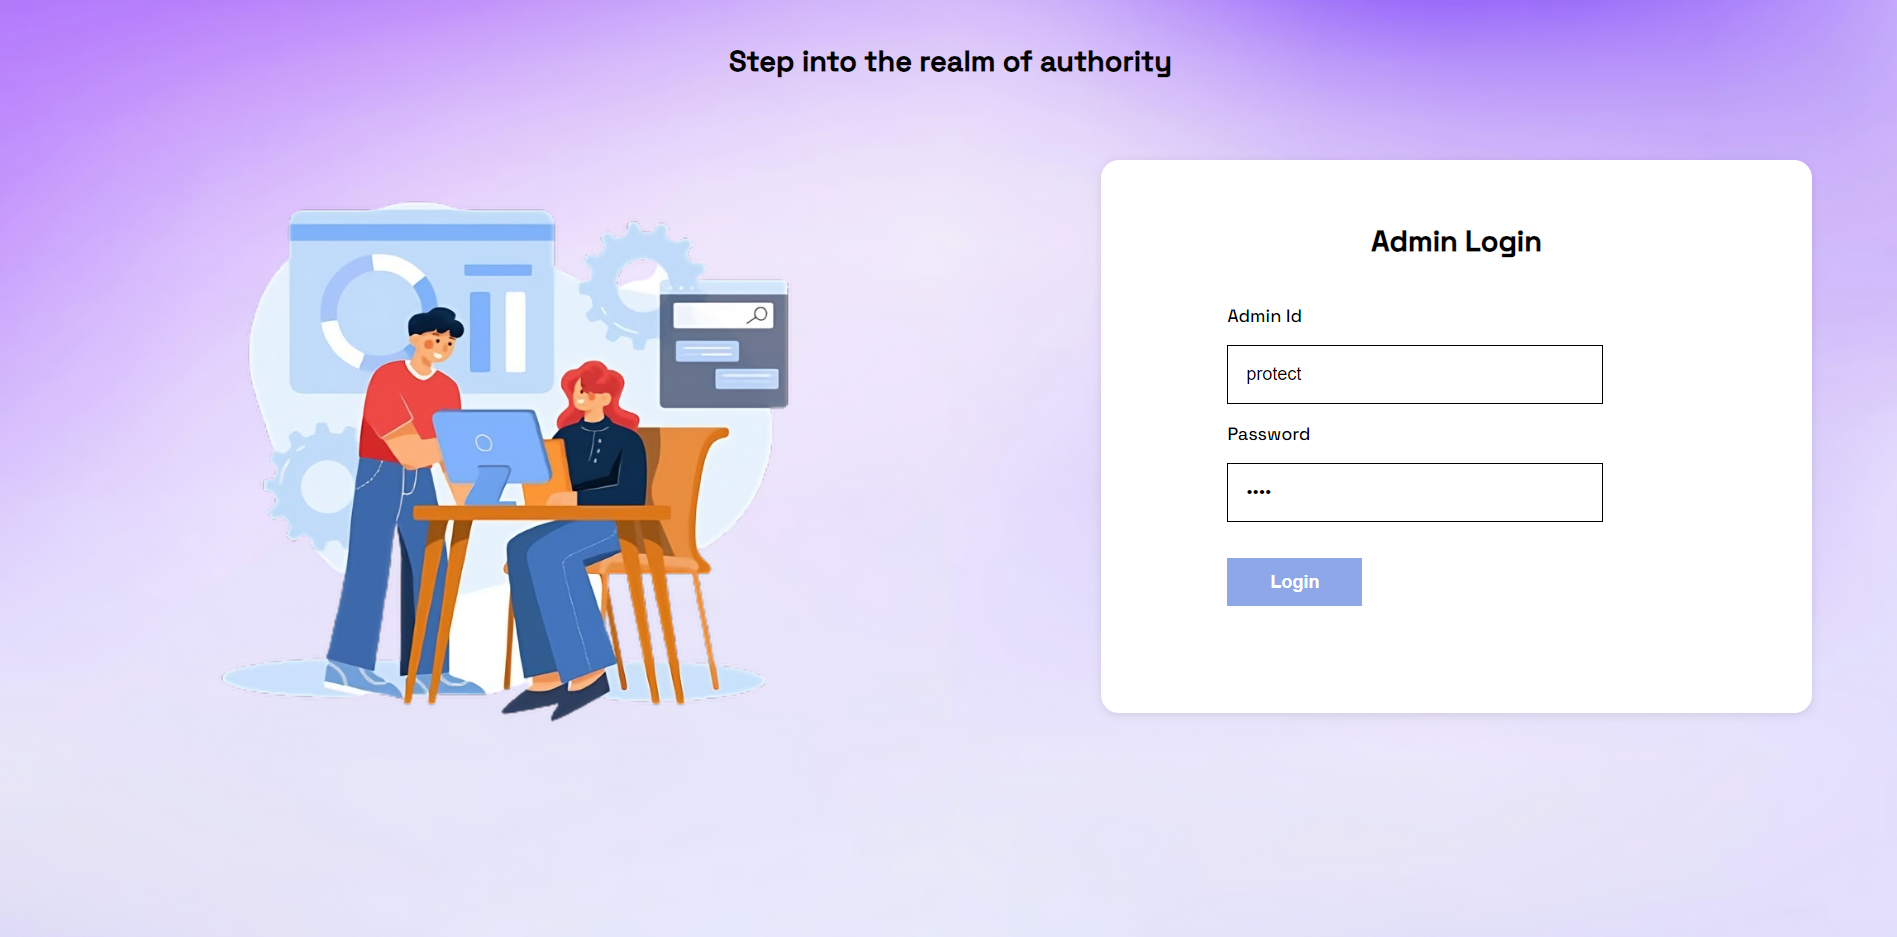 Step into the realm of authority
Admin Login
Admin Id
protect
Password
••••
Login